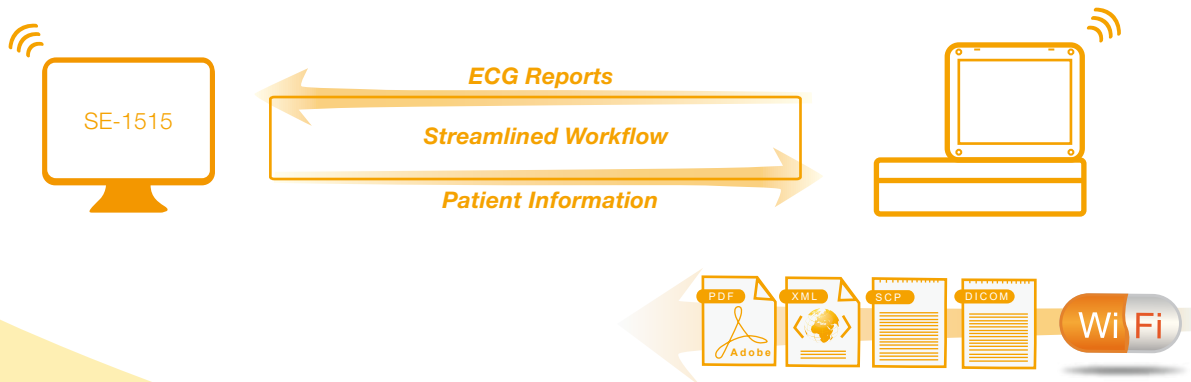 ECG Reports
SE-1515
Streamlined Workflow
Patient Information
PDF XML SCP DICOM
Wi Fi
Adobe